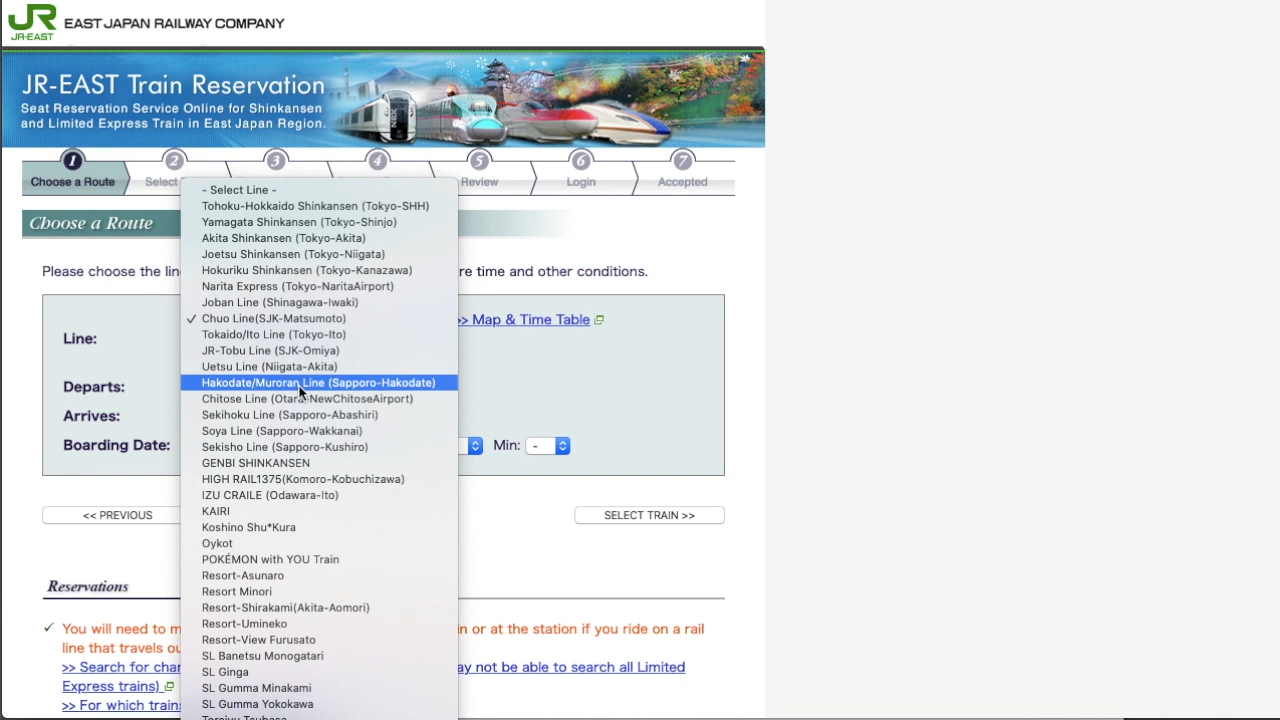 JR
JR-EAST
EAST JAPAN RAILWAY COMPANY
JR-EAST Train Reservation
Seat Reservation Service Online for Shinkansen
and Limited Express Train in East Japan Region.
1 2 3 4 5 6 7
Choose a Route Select Review Login Accepted
Choose a Route
Please choose the line re time and other conditions.
Line:
>> Map & Time Table
Departs:
Arrives:
Boarding Date:
Min: -
- Select Line -
Tohoku-Hokkaido Shinkansen (Tokyo-SHH)
Yamagata Shinkansen (Tokyo-Shinjo)
Akita Shinkansen (Tokyo-Akita)
Joetsu Shinkansen (Tokyo-Niigata)
Hokuriku Shinkansen (Tokyo-Kanazawa)
Narita Express (Tokyo-NaritaAirport)
Joban Line (Shinagawa-Iwaki)
✓ Chuo Line(SJK-Matsumoto)
Tokaido/Ito Line (Tokyo-Ito)
JR-Tobu Line (SJK-Omiya)
Uetsu Line (Niigata-Akita)
Hakodate/Muroran Line (Sapporo-Hakodate)
Chitose Line (Otaru-NewChitoseAirport)
Sekihoku Line (Sapporo-Abashiri)
Soya Line (Sapporo-Wakkanai)
Sekisho Line (Sapporo-Kushiro)
GENBI SHINKANSEN
HIGH RAIL1375(Komoro-Kobuchizawa)
IZU CRAILE (Odawara-Ito)
KAIRI
Koshino Shu*Kura
Oykot
POKÉMON with YOU Train
Resort-Asunaro
Resort Minori
Resort-Shirakami(Akita-Aomori)
Resort-Umineko
Resort-View Furusato
SL Banetsu Monogatari
SL Ginga
SL Gumma Minakami
SL Gumma Yokokawa
<< PREVIOUS
SELECT TRAIN >>
Reservations
✓ You will need to m in or at the station if you ride on a rail
line that travels ou
>> Search for char ay not be able to search all Limited
Express trains)
>> For which train